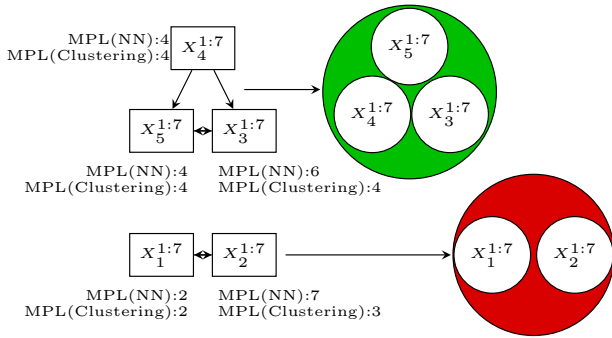 MPL(NN):4
MPL(Clustering):4
X_4^{1:7}
X_5^{1:7}
X_4^{1:7} X_3^{1:7}
X_5^{1:7} X_3^{1:7}
MPL(NN):4 MPL(NN):6
MPL(Clustering):4 MPL(Clustering):4
X_1^{1:7} X_2^{1:7}
X_1^{1:7} X_2^{1:7}
MPL(NN):2 MPL(NN):7
MPL(Clustering):2 MPL(Clustering):3